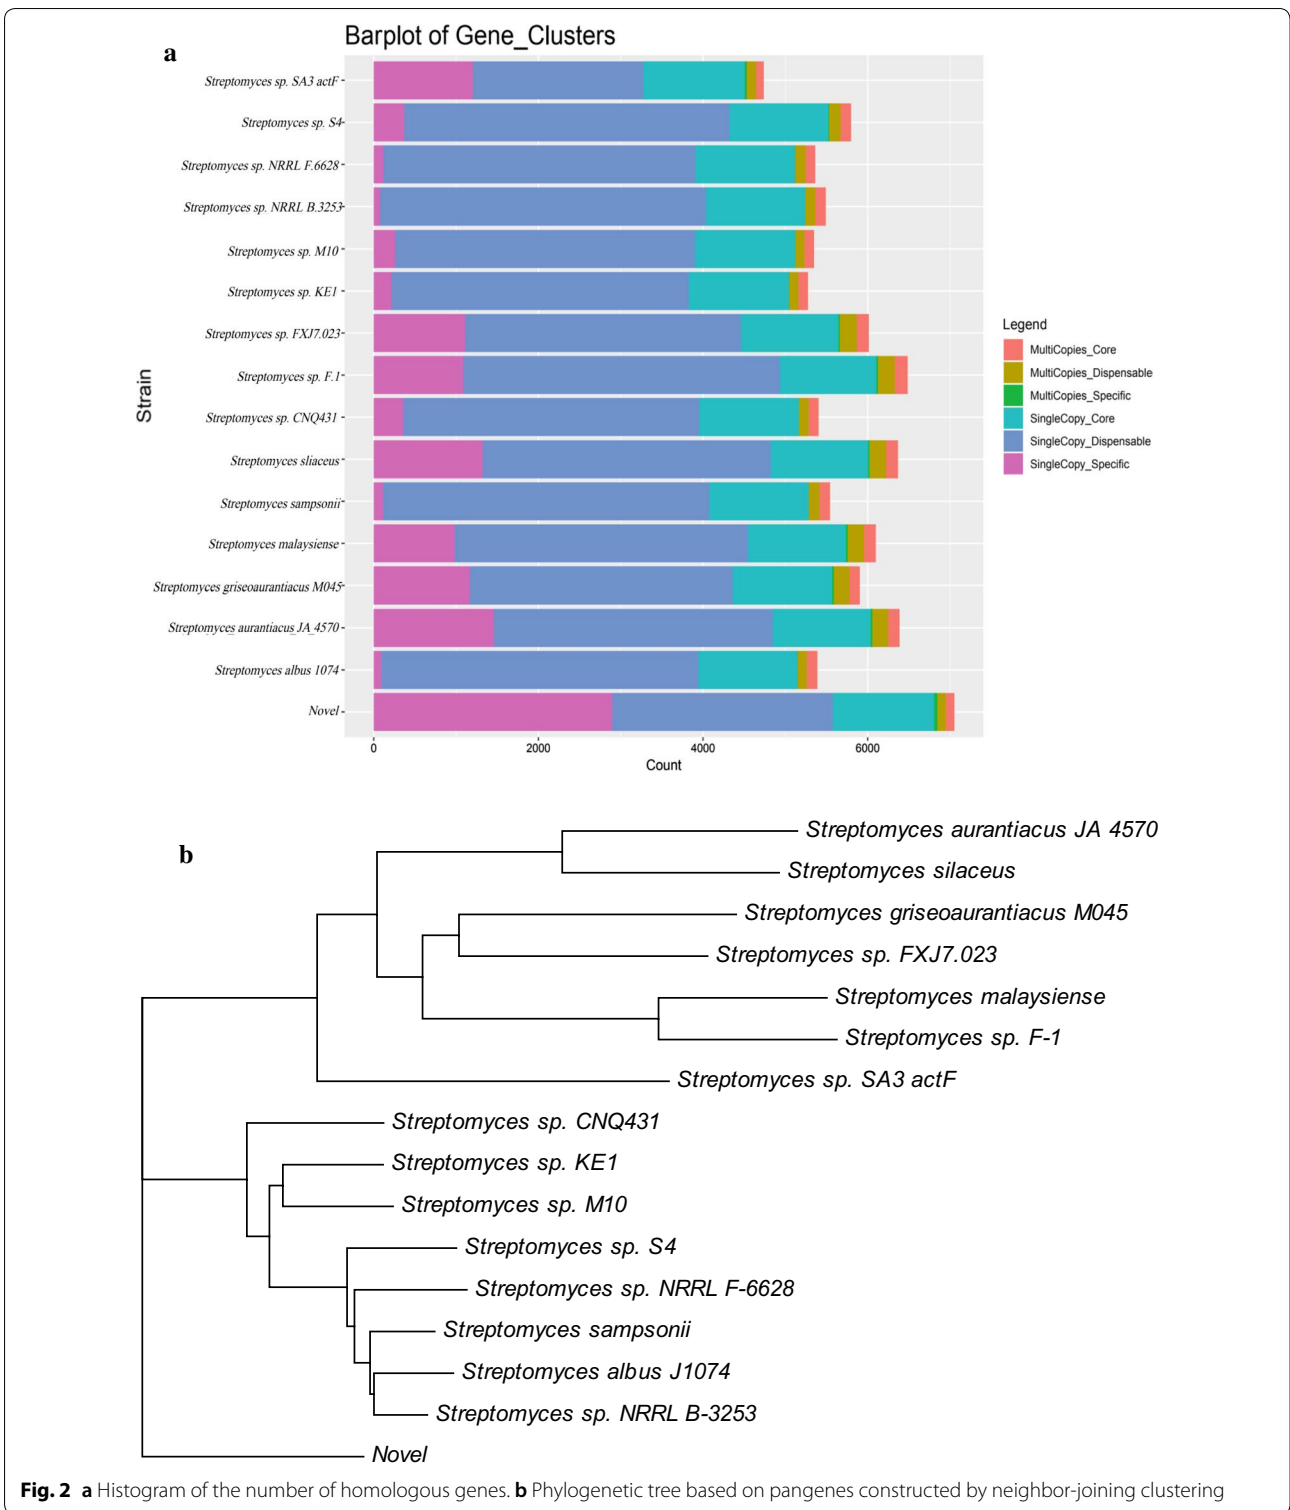 a
Barplot of Gene_Clusters
Streptomyces sp. SA3 actF
Streptomyces sp. S4
Streptomyces sp. NRRL F.6628
Streptomyces sp. NRRL B.3253
Streptomyces sp. M10
Streptomyces sp. KE1
Streptomyces sp. FXJ7.023
Streptomyces sp. F.1
Streptomyces sp. CNQ431
Streptomyces sliaceus
Streptomyces sampsonii
Streptomyces malaysiense
Streptomyces griseoaurantiacus M045
Streptomyces aurantiacus JA 4570
Streptomyces albus 1074
Novel
Strain
0 2000 4000 6000
Count
Legend
MultiCopies_Core
MultiCopies_Dispensable
MultiCopies_Specific
SingleCopy_Core
SingleCopy_Dispensable
SingleCopy_Specific
b
Streptomyces aurantiacus JA 4570
Streptomyces silaceus
Streptomyces griseoaurantiacus M045
Streptomyces sp. FXJ7.023
Streptomyces malaysiense
Streptomyces sp. F-1
Streptomyces sp. SA3 actF
Streptomyces sp. CNQ431
Streptomyces sp. KE1
Streptomyces sp. M10
Streptomyces sp. S4
Streptomyces sp. NRRL F-6628
Streptomyces sampsonii
Streptomyces albus J1074
Streptomyces sp. NRRL B-3253
Novel
Fig. 2 a Histogram of the number of homologous genes. b Phylogenetic tree based on pangenes constructed by neighbor-joining clustering